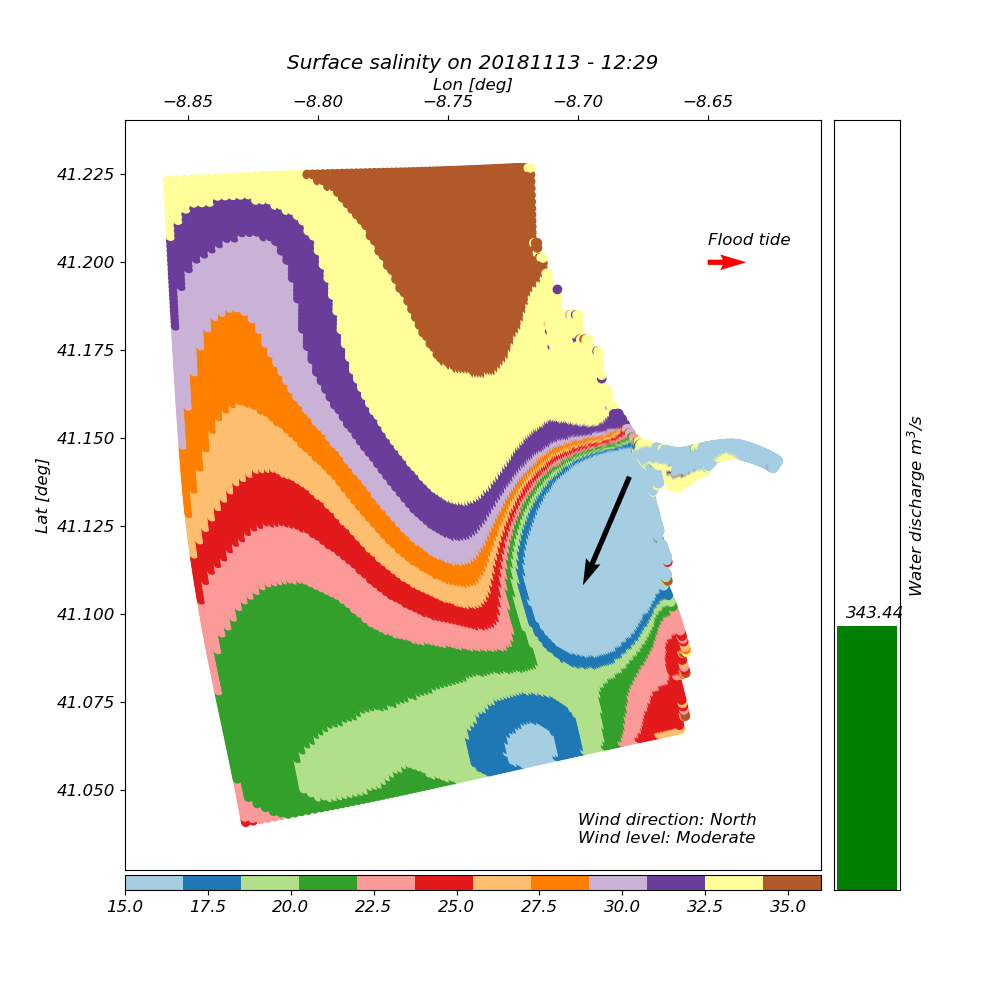 Surface salinity on 20181113 - 12:29
Lon [deg]
−8.85 −8.80 −8.75 −8.70 −8.65
41.225
41.200
41.175
41.150
41.125
41.100
41.075
41.050
Lat [deg]
Flood tide
Wind direction: North
Wind level: Moderate
343.44
Water discharge m³/s
15.0 17.5 20.0 22.5 25.0 27.5 30.0 32.5 35.0